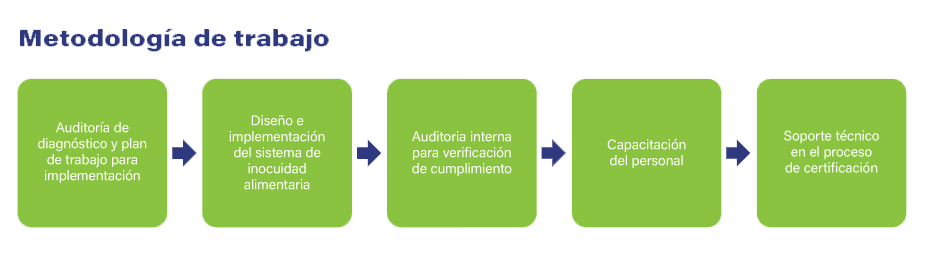 Metodología de trabajo
Auditoría de
diagnóstico y plan
de trabajo para
implementación
Diseño e
implementación
del sistema de
inocuidad
alimentaria
Auditoria interna
para verificación
de cumplimiento
Capacitación
del personal
Soporte técnico
en el proceso
de certificación